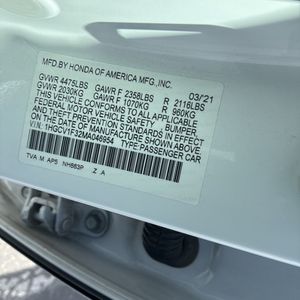 MFD.BY HONDA OF AMERICA MFG.,INC. 03/21
GVWR 4475LBS GAWR F 2358LBS R 2116LBS
GVWR 2030KG GAWR F 1070KG R 960KG
THIS VEHICLE CONFORMS TO ALL APPLICABLE
FEDERAL MOTOR VEHICLE SAFETY, BUMPER,
AND THEFT PREVENTION STANDARDS IN EFFECT
ON THE DATE OF MANUFACTURE SHOWN ABOVE.
VIN: 1HGCV1F32MA046954 TYPE:PASSENGER CAR
TVA M AP5 NH883P Z .A